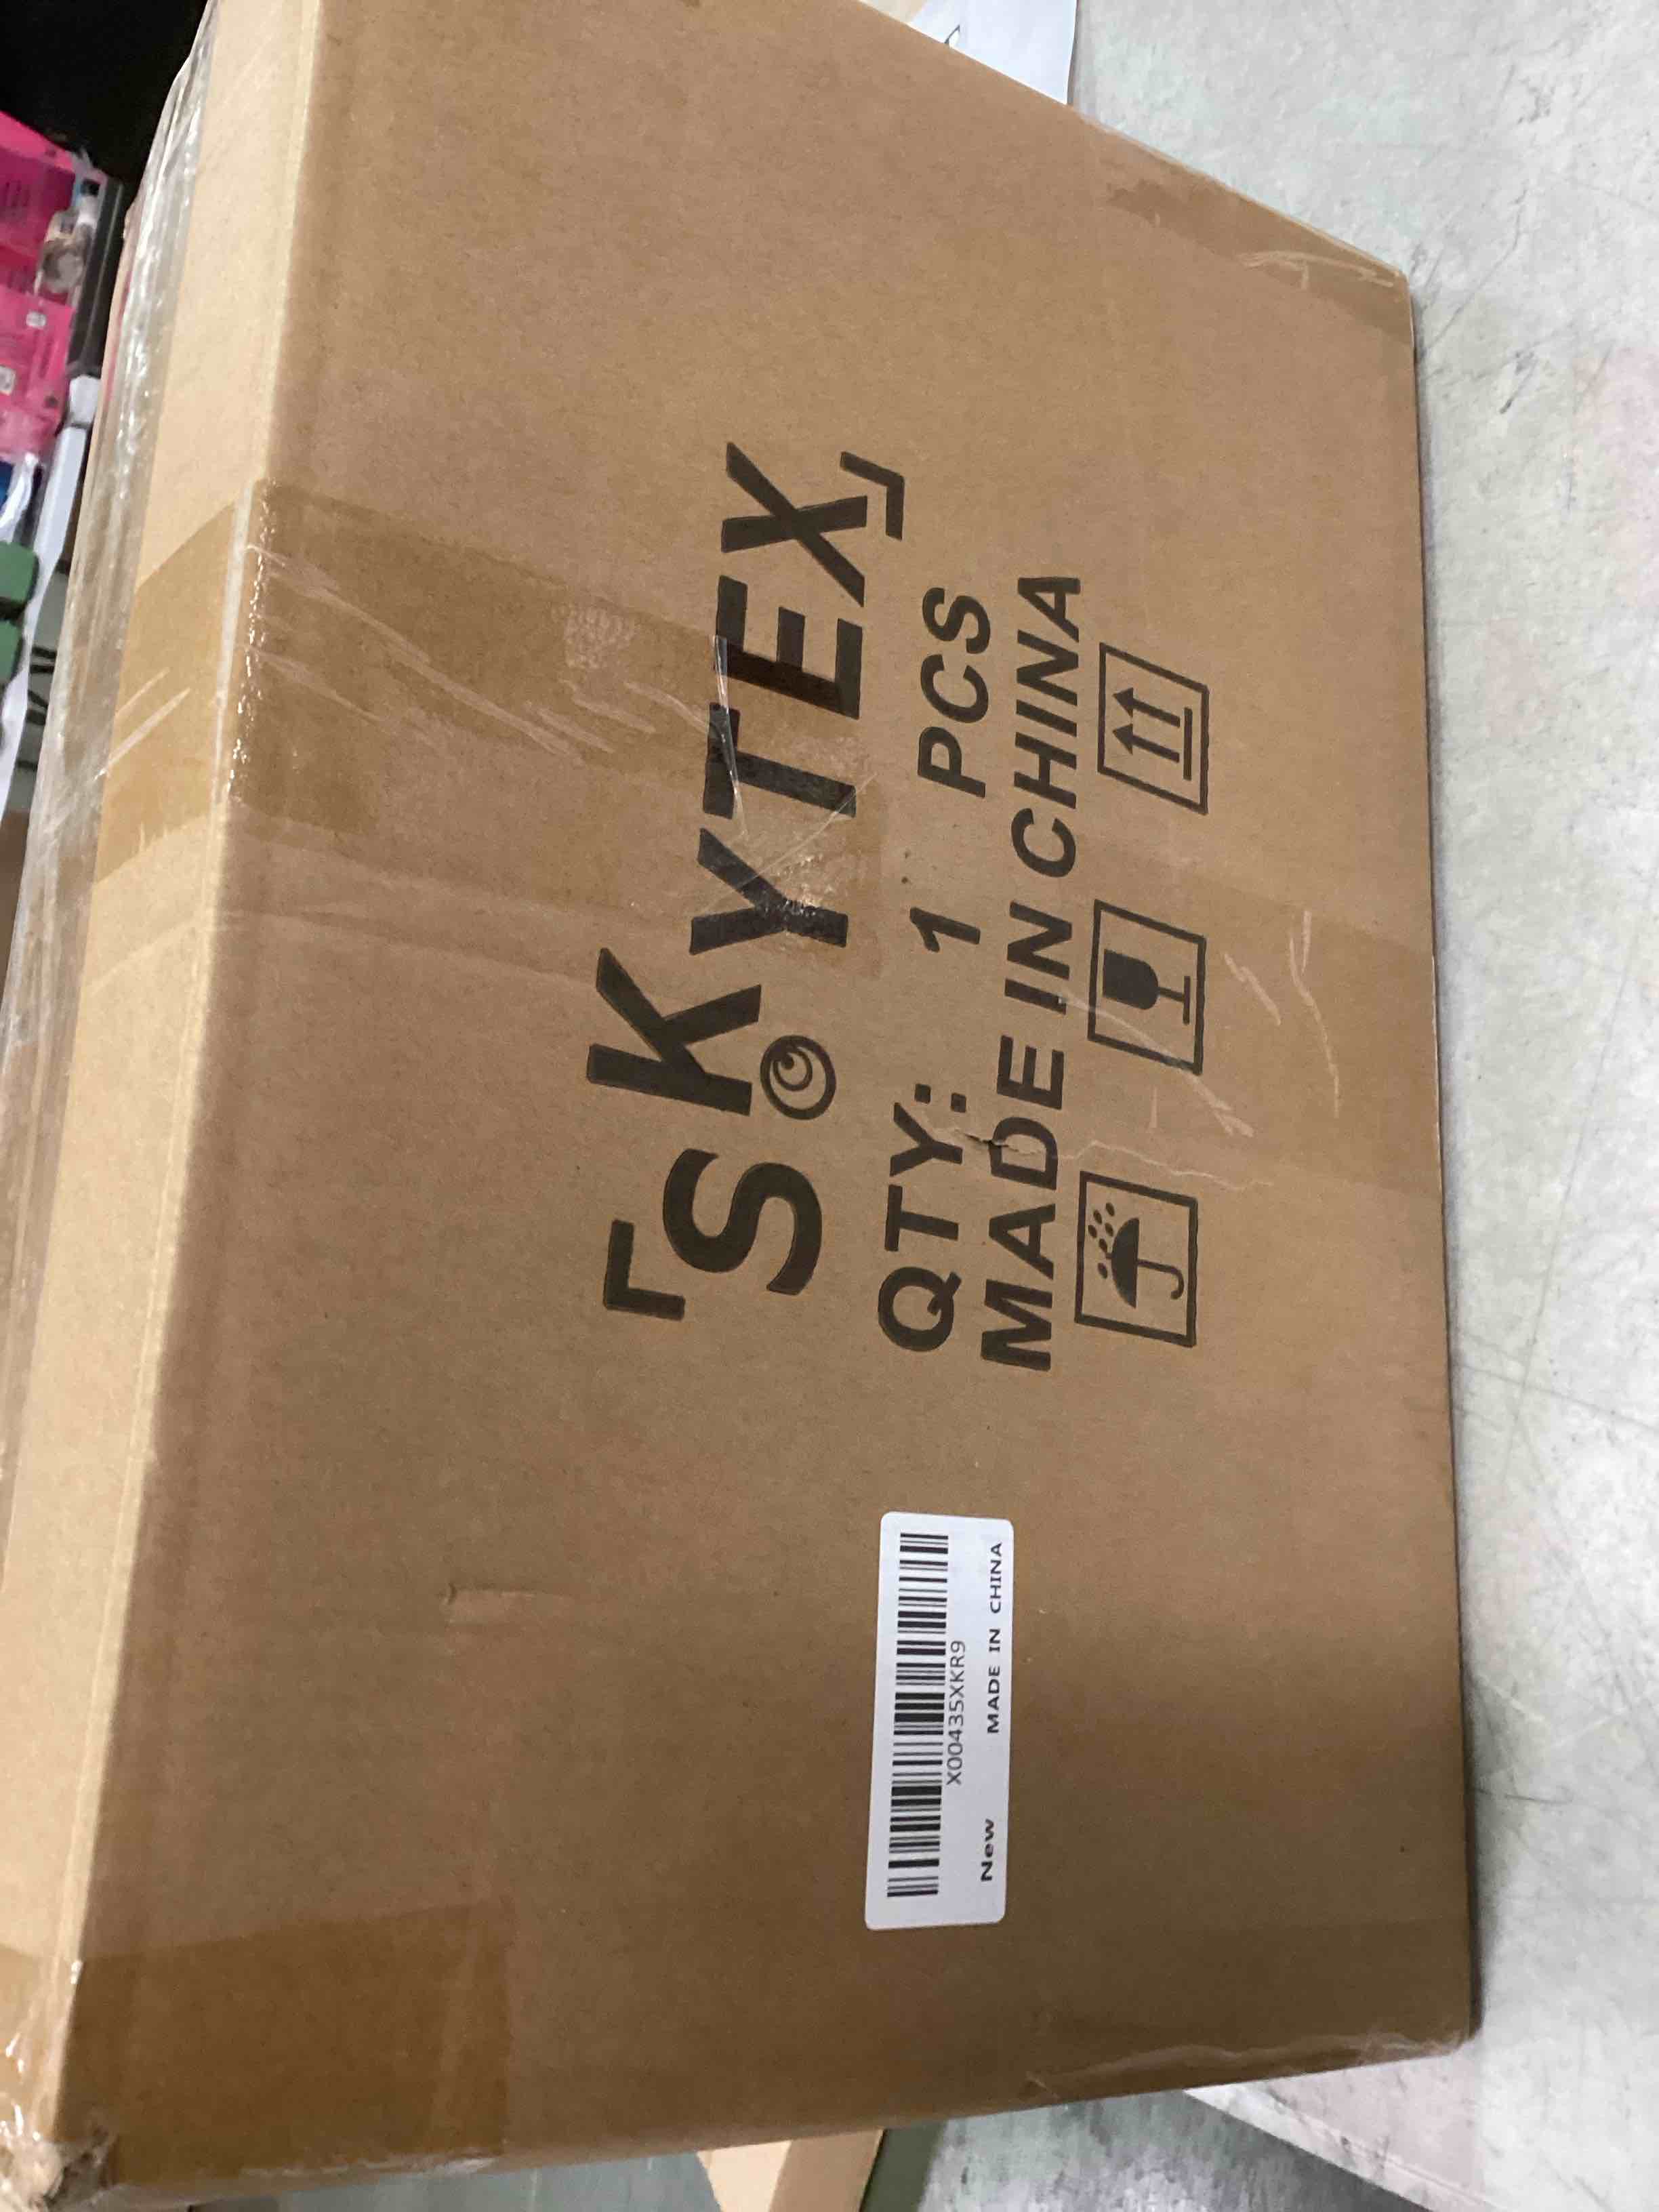 SKYTEX
QTY: 1 PCS
MADE IN CHINA
X00435XKR9
New MADE IN CHINA